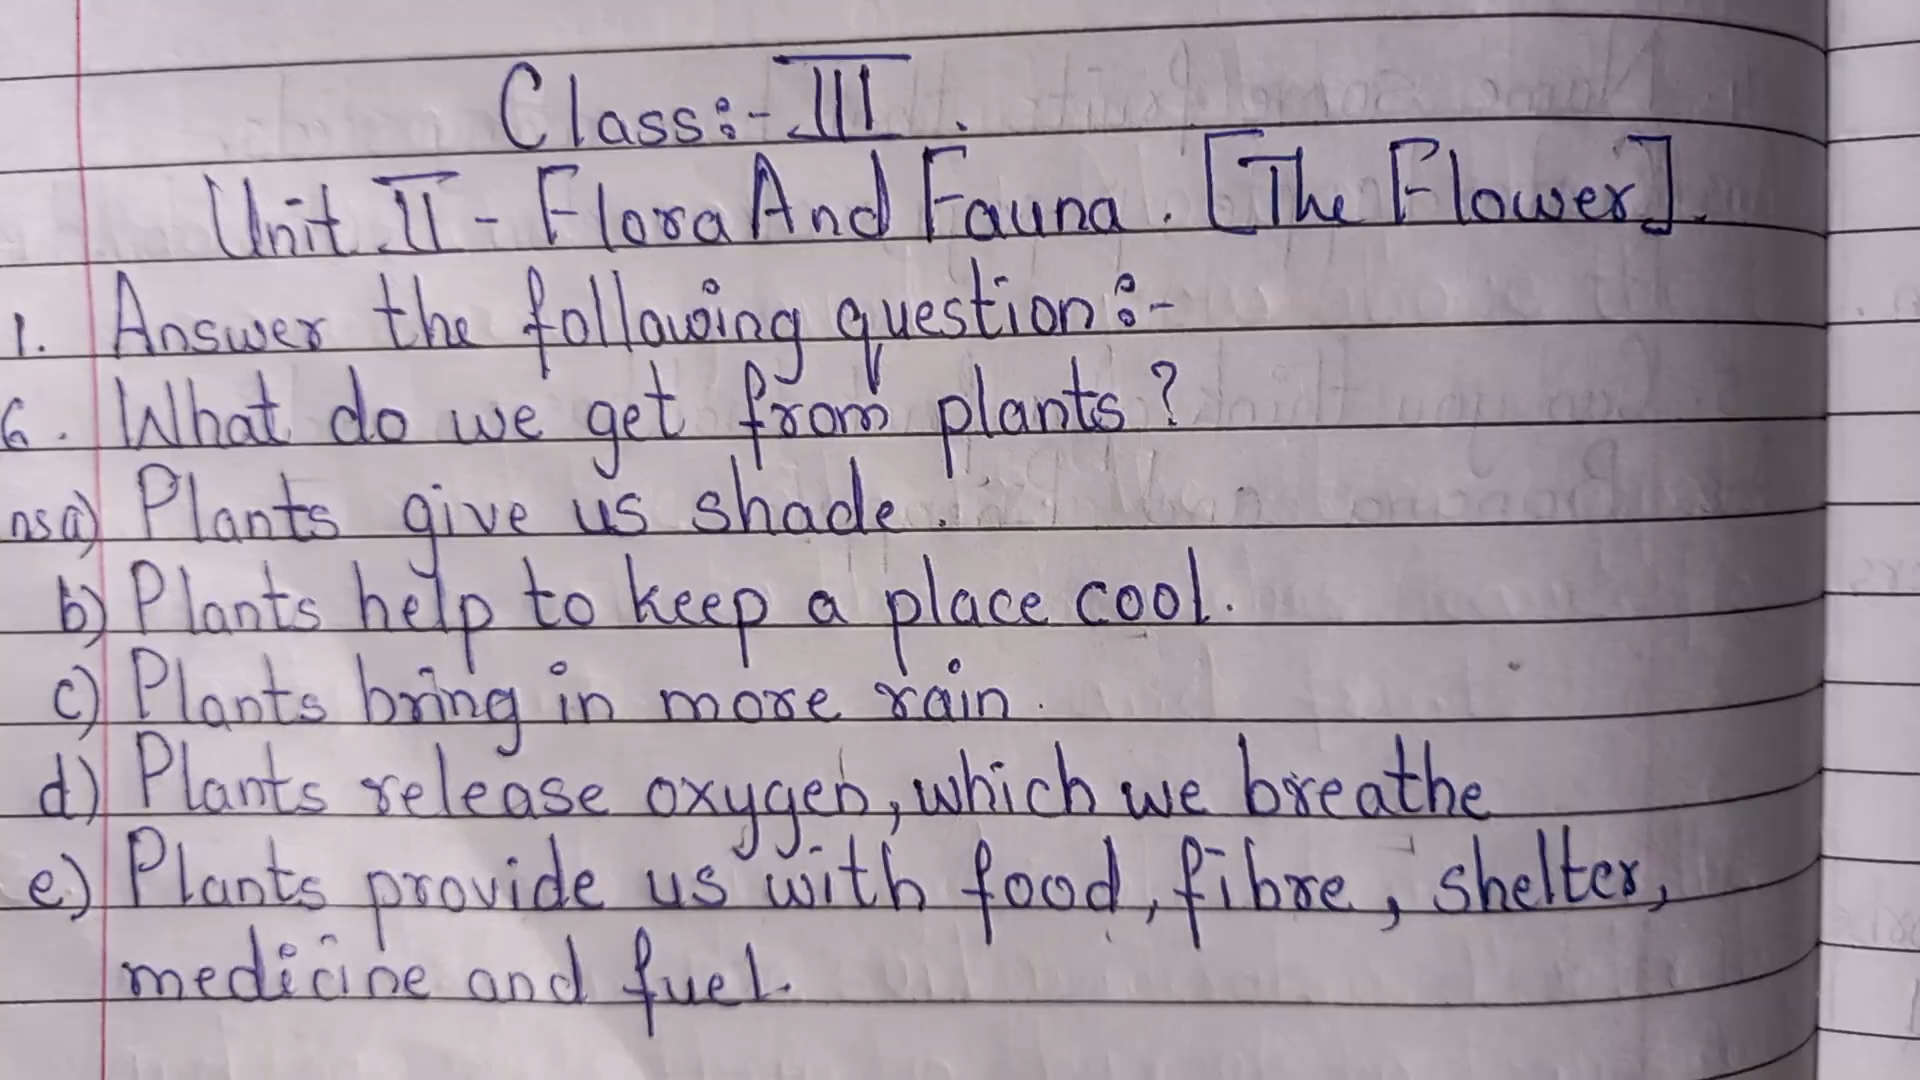 Class:- III.
Unit II - Flora And Fauna. [The Flower].
1. Answer the following question:-
6. What do we get from plants?
ns a) Plants give us shade.
b) Plants help to keep a place cool.
c) Plants bring in more rain.
d) Plants release oxygen, which we breathe
e) Plants provide us with food, fibre, shelter,
medicine and fuel.